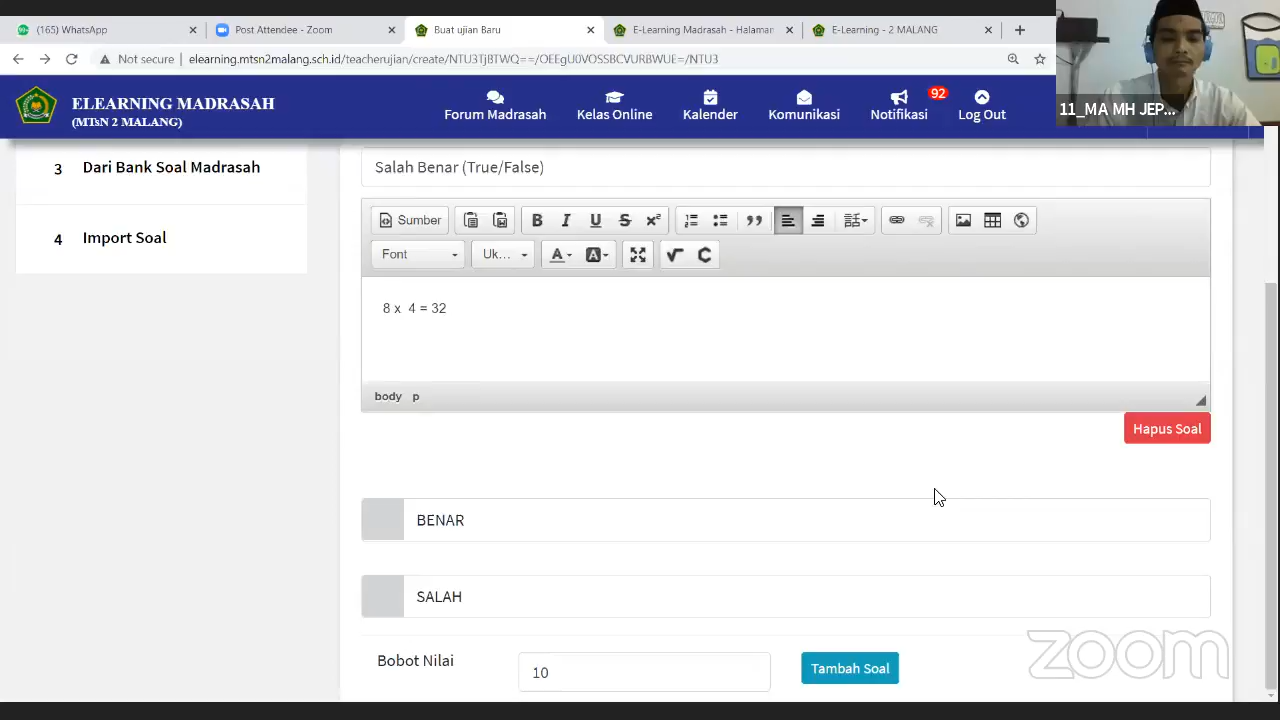 (165) WhatsApp
Post Attendee - Zoom
Buat ujian Baru
E-Learning Madrasah - Halaman
E-Learning - 2 MALANG
Not secure
elearning.mtsn2malang.sch.id/teacherujian/create/NTU3TlBTWQ==/OEEgU0VOSSBCVURBWUE=/NTU3
ELEARNING MADRASAH
(MTSN 2 MALANG)
Forum Madrasah
Kelas Online
Kalender
Komunikasi
Notifikasi
92
Log Out
11_MA MH JEP...
3 Dari Bank Soal Madrasah
4 Import Soal
Salah Benar (True/False)
Sumber
Font
Uk...
8 x 4 = 32
body p
Hapus Soal
BENAR
SALAH
Bobot Nilai
10
Tambah Soal
zoom